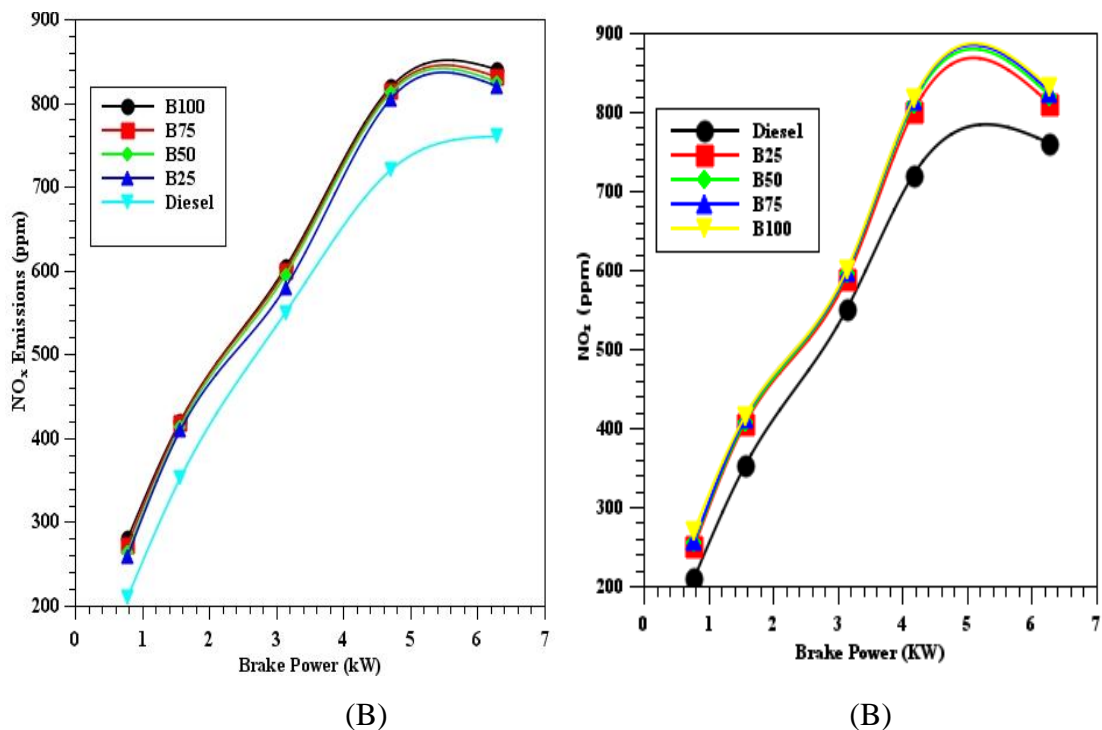 900
800
700
600
500
400
300
200
NOx Emissions (ppm)
B100
B75
B50
B25
Diesel
0 1 2 3 4 5 6 7
Brake Power (kW)
(B)
900
800
700
600
500
400
300
200
NOx (ppm)
Diesel
B25
B50
B75
B100
0 1 2 3 4 5 6 7
Brake Power (KW)
(B)